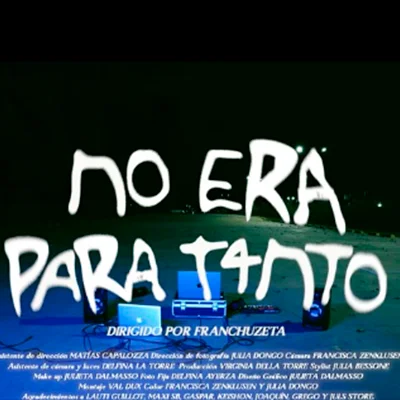 NO ERA
PARA T4NTO
DIRIGIDO POR FRANCHUZETA
Asistente de dirección MATÍAS CAPALOZZA Dirección de fotografía JULIA DONGO Cámara FRANCISCA ZENKLUSEN
Asistente de cámara y luces DELFINA LA TORRE Producción VIRGINIA DELLA TORRE Stylist JULIA BESSONE
Make up JULIETA DALMASSO Foto Fija DELFINA AYERZA Diseño Gráfico JULIETA DALMASSO
Montaje VAL DUX Color FRANCISCA ZENKLUSEN Y JULIA DONGO
Agradecimientos a LAUTI GUILLOT, MAXI SB, GASPAR, KEISHON, JOAQUÍN, GREGO Y JULS STORE